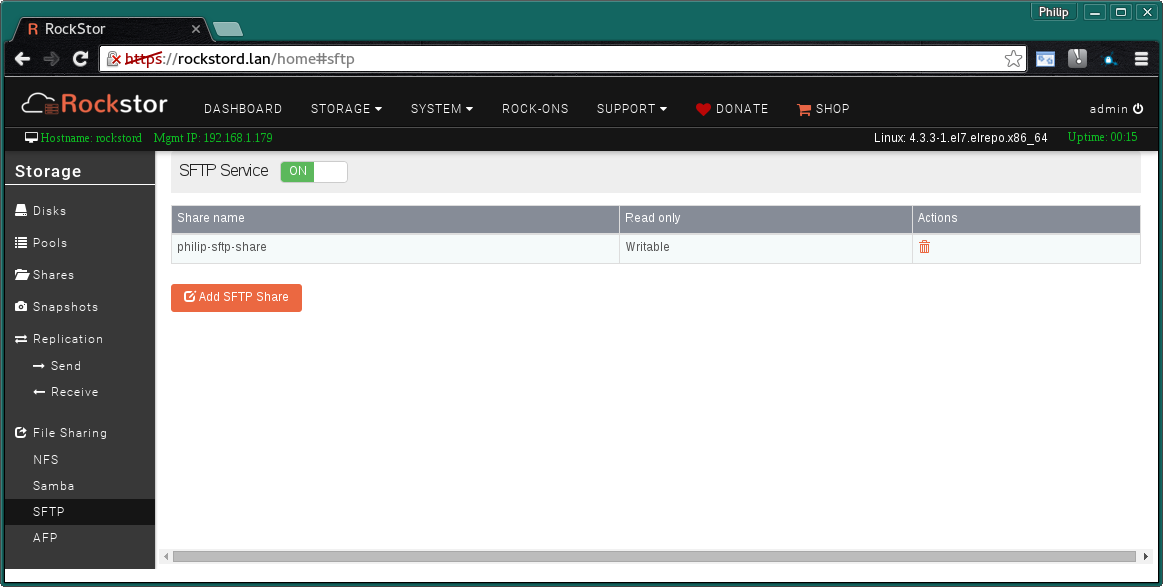 Philip
R RockStor
https://rockstord.lan/home#sftp
Rockstor DASHBOARD STORAGE SYSTEM ROCK-ONS SUPPORT DONATE SHOP admin
Hostname: rockstord Mgmt IP: 192.168.1.179 Linux: 4.3.3-1.el7.elrepo.x86_64 Uptime: 00:15
Storage
Disks
Pools
Shares
Snapshots
Replication
Send
Receive
File Sharing
NFS
Samba
SFTP
AFP
SFTP Service ON
Share name Read only Actions
philip-sftp-share Writable
Add SFTP Share